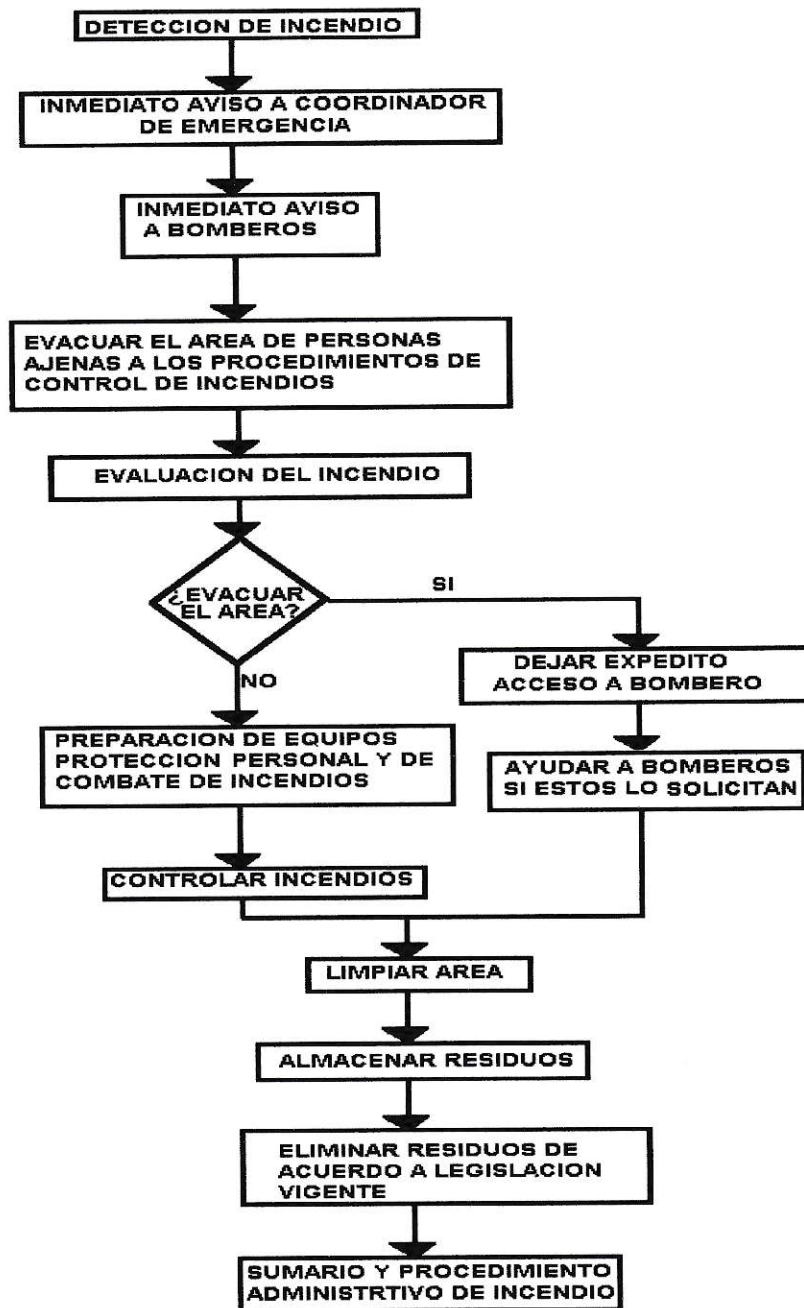 DETECCION DE INCENDIO
INMEDIATO AVISO A COORDINADOR
DE EMERGENCIA
INMEDIATO AVISO
A BOMBEROS
EVACUAR EL AREA DE PERSONAS
AJENAS A LOS PROCEDIMIENTOS DE
CONTROL DE INCENDIOS
EVALUACION DEL INCENDIO
¿EVACUAR
EL AREA?
SI
NO
DEJAR EXPEDITO
ACCESO A BOMBERO
PREPARACION DE EQUIPOS
PROTECCION PERSONAL Y DE
COMBATE DE INCENDIOS
AYUDAR A BOMBEROS
SI ESTOS LO SOLICITAN
CONTROLAR INCENDIOS
LIMPIAR AREA
ALMACENAR RESIDUOS
ELIMINAR RESIDUOS DE
ACUERDO A LEGISLACION
VIGENTE
SUMARIO Y PROCEDIMIENTO
ADMINISTRTIVO DE INCENDIO